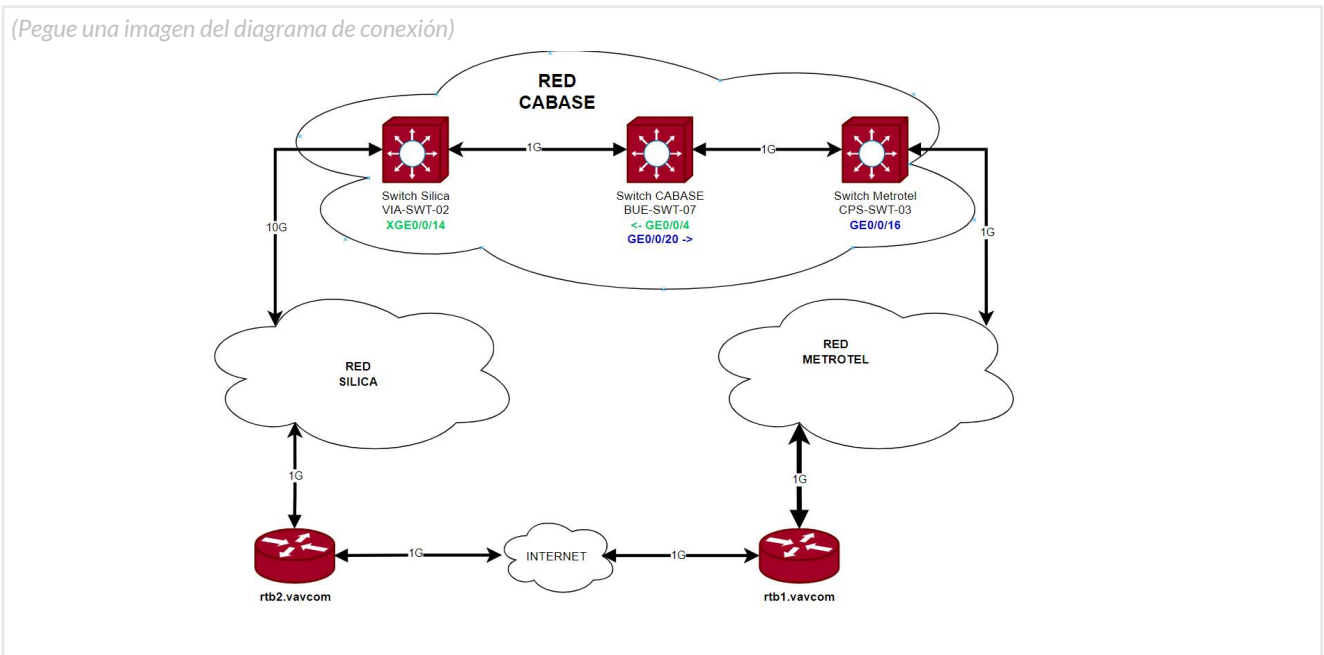 (Pegue una imagen del diagrama de conexión)
RED
CABASE
1G
1G
Switch Silica
VIA-SWT-02
XGE0/0/14
Switch CABASE
BUE-SWT-07
<- GE0/0/4
GE0/0/20 ->
Switch Metrotel
CPS-SWT-03
GE0/0/16
10G
1G
RED
SILICA
RED
METROTEL
1G
1G
1G
INTERNET
1G
rtb2.vavcom
rtb1.vavcom